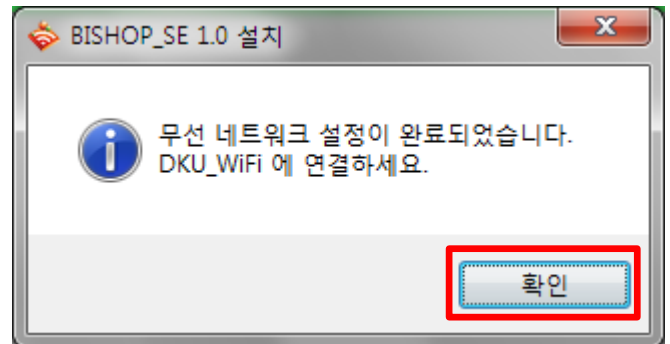 BISHOP_SE 1.0 설치
무선 네트워크 설정이 완료되었습니다.
DKU_WiFi 에 연결하세요.
확인